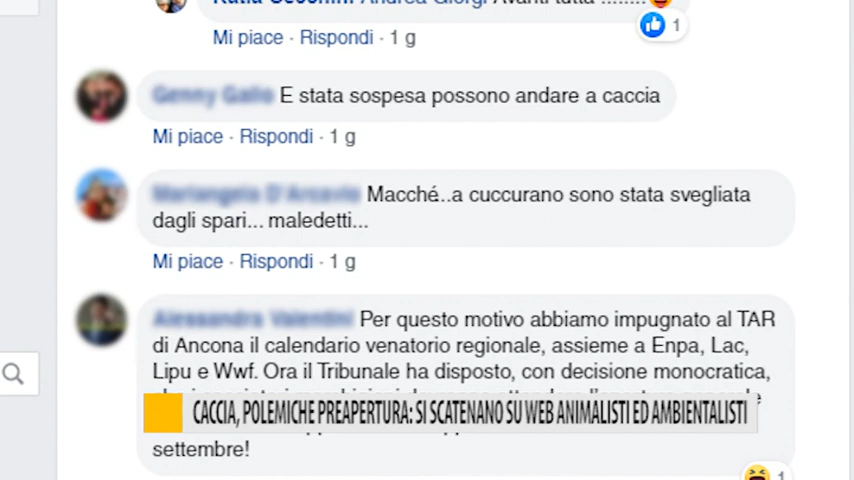 Avanti tutta ........
Mi piace · Rispondi · 1 g
1
E stata sospesa possono andare a caccia
Mi piace · Rispondi · 1 g
Macché..a cuccurano sono stata svegliata
dagli spari... maledetti...
Mi piace · Rispondi · 1 g
Per questo motivo abbiamo impugnato al TAR
di Ancona il calendario venatorio regionale, assieme a Enpa, Lac,
Lipu e Wwf. Ora il Tribunale ha disposto, con decisione monocratica,
CACCIA, POLEMICHE PREAPERTURA: SI SCATENANO SU WEB ANIMALISTI ED AMBIENTALISTI
settembre!
1